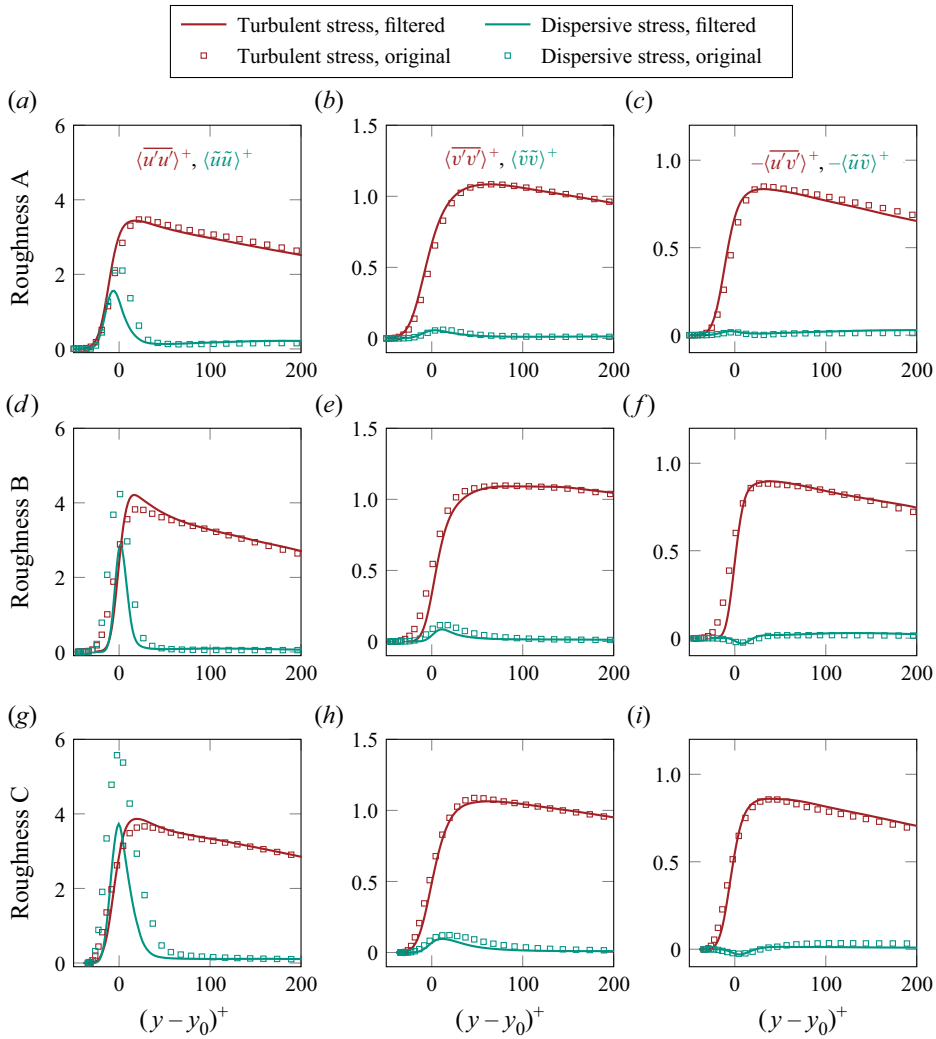 Turbulent stress, filtered Dispersive stress, filtered
Turbulent stress, original Dispersive stress, original
(a) (b) (c)
6 1.5
⟨u′u′⟩⁺, ⟨ũũ⟩⁺ ⟨v′v′⟩⁺, ⟨ṽṽ⟩⁺ −⟨u′v′⟩⁺, −⟨ũṽ⟩⁺
Roughness A
4 1.0 1.0
2 0.5 0.5
0 0 0
0 100 200 0 100 200 0 100 200
(d) (e) (f)
6 1.5
Roughness B
4 1.0 1.0
2 0.5 0.5
0 0 0
0 100 200 0 100 200 0 100 200
(g) (h) (i)
6 1.5
Roughness C
4 1.0 1.0
2 0.5 0.5
0 0 0
0 100 200 0 100 200 0 100 200
(y − y₀)⁺ (y − y₀)⁺ (y − y₀)⁺